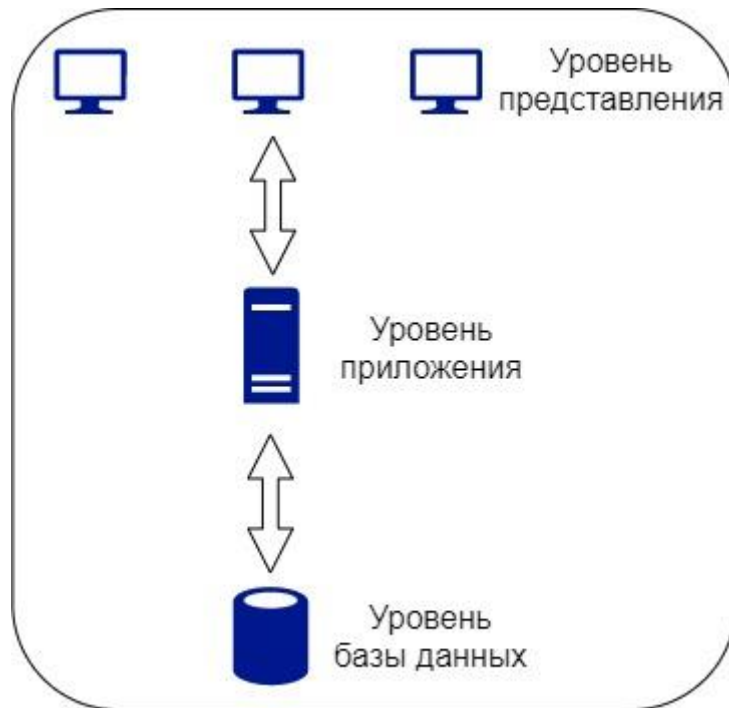 Уровень
представления
Уровень
приложения
Уровень
базы данных